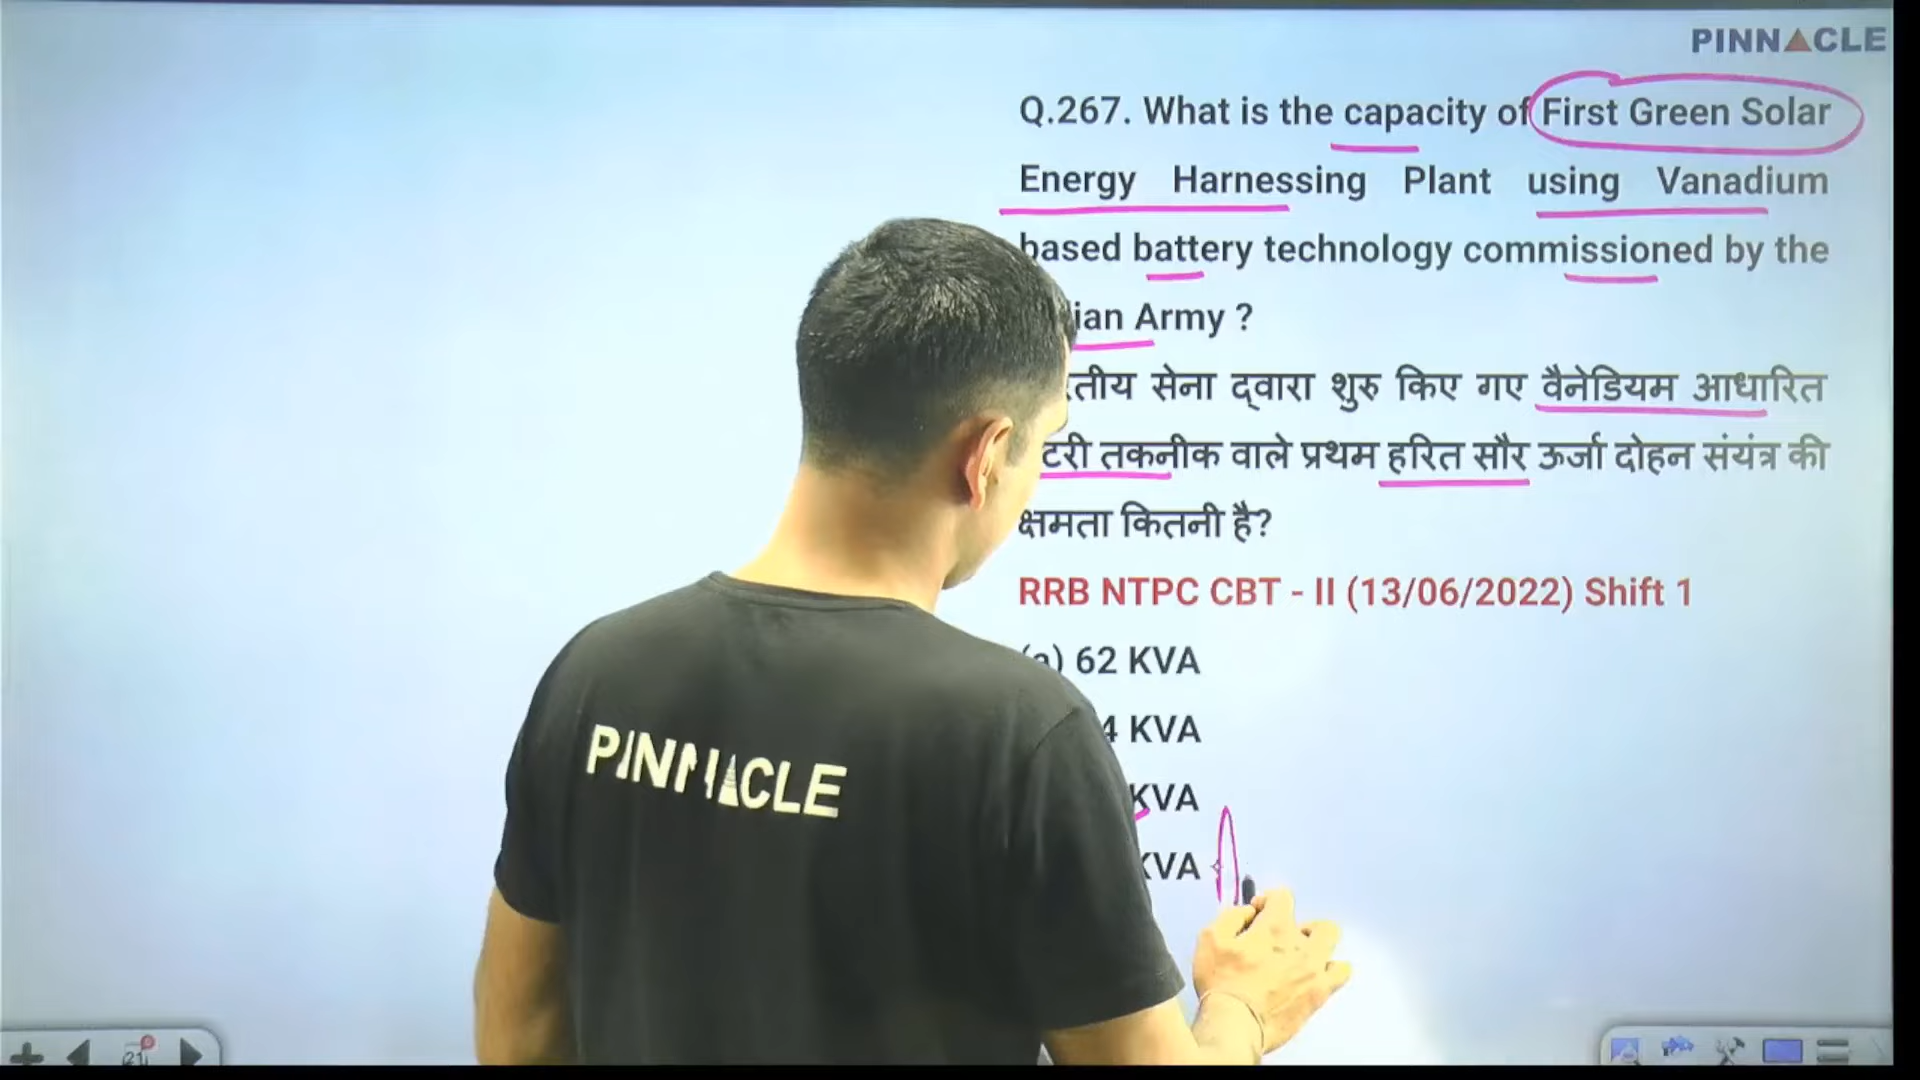 PINNACLE
Q.267. What is the capacity of First Green Solar
Energy Harnessing Plant using Vanadium
based battery technology commissioned by the
ian Army ?
तीय सेना द्वारा शुरु किए गए वैनेडियम आधारित
टरी तकनीक वाले प्रथम हरित सौर ऊर्जा दोहन संयंत्र की
क्षमता कितनी है?
RRB NTPC CBT - II (13/06/2022) Shift 1
(a) 62 KVA
4 KVA
KVA
KVA
PINNACLE
21